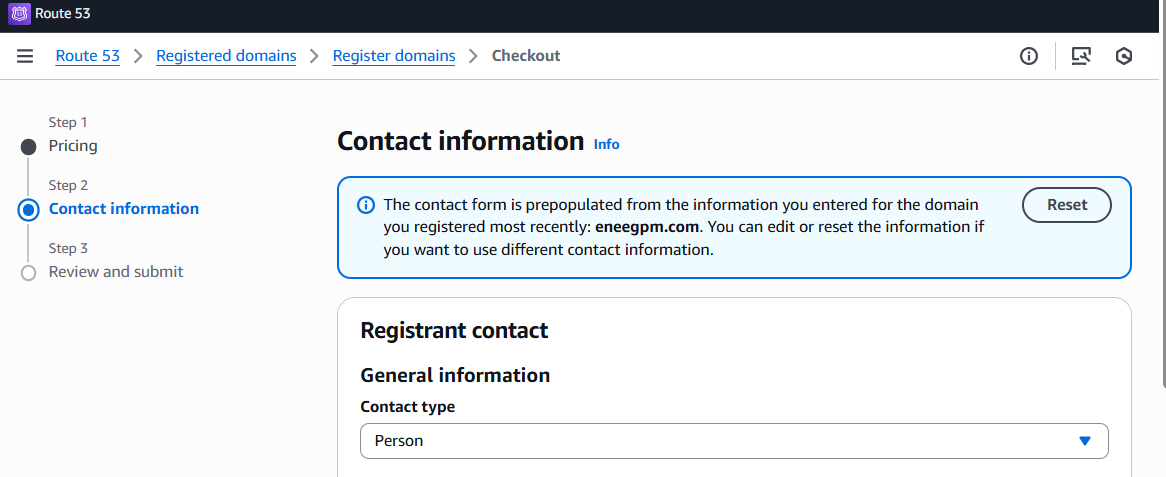 Route 53
Route 53 > Registered domains > Register domains > Checkout
Step 1
Pricing
Step 2
Contact information
Step 3
Review and submit
Contact information Info
The contact form is prepopulated from the information you entered for the domain
you registered most recently: eneegpm.com. You can edit or reset the information if
you want to use different contact information.
Reset
Registrant contact
General information
Contact type
Person